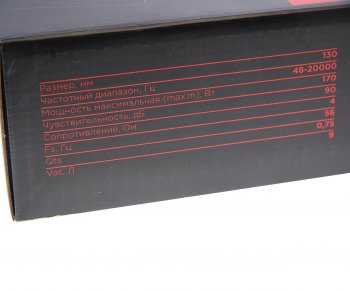 Размер, мм 130
Частотный диапазон, Гц 48-20000
Мощность максимальная (max.m), Вт 170
Чувствительность, дБ 90
Сопротивление, Ом 4
Fs, Гц 56
Qts 0,75
Vas, Л 9